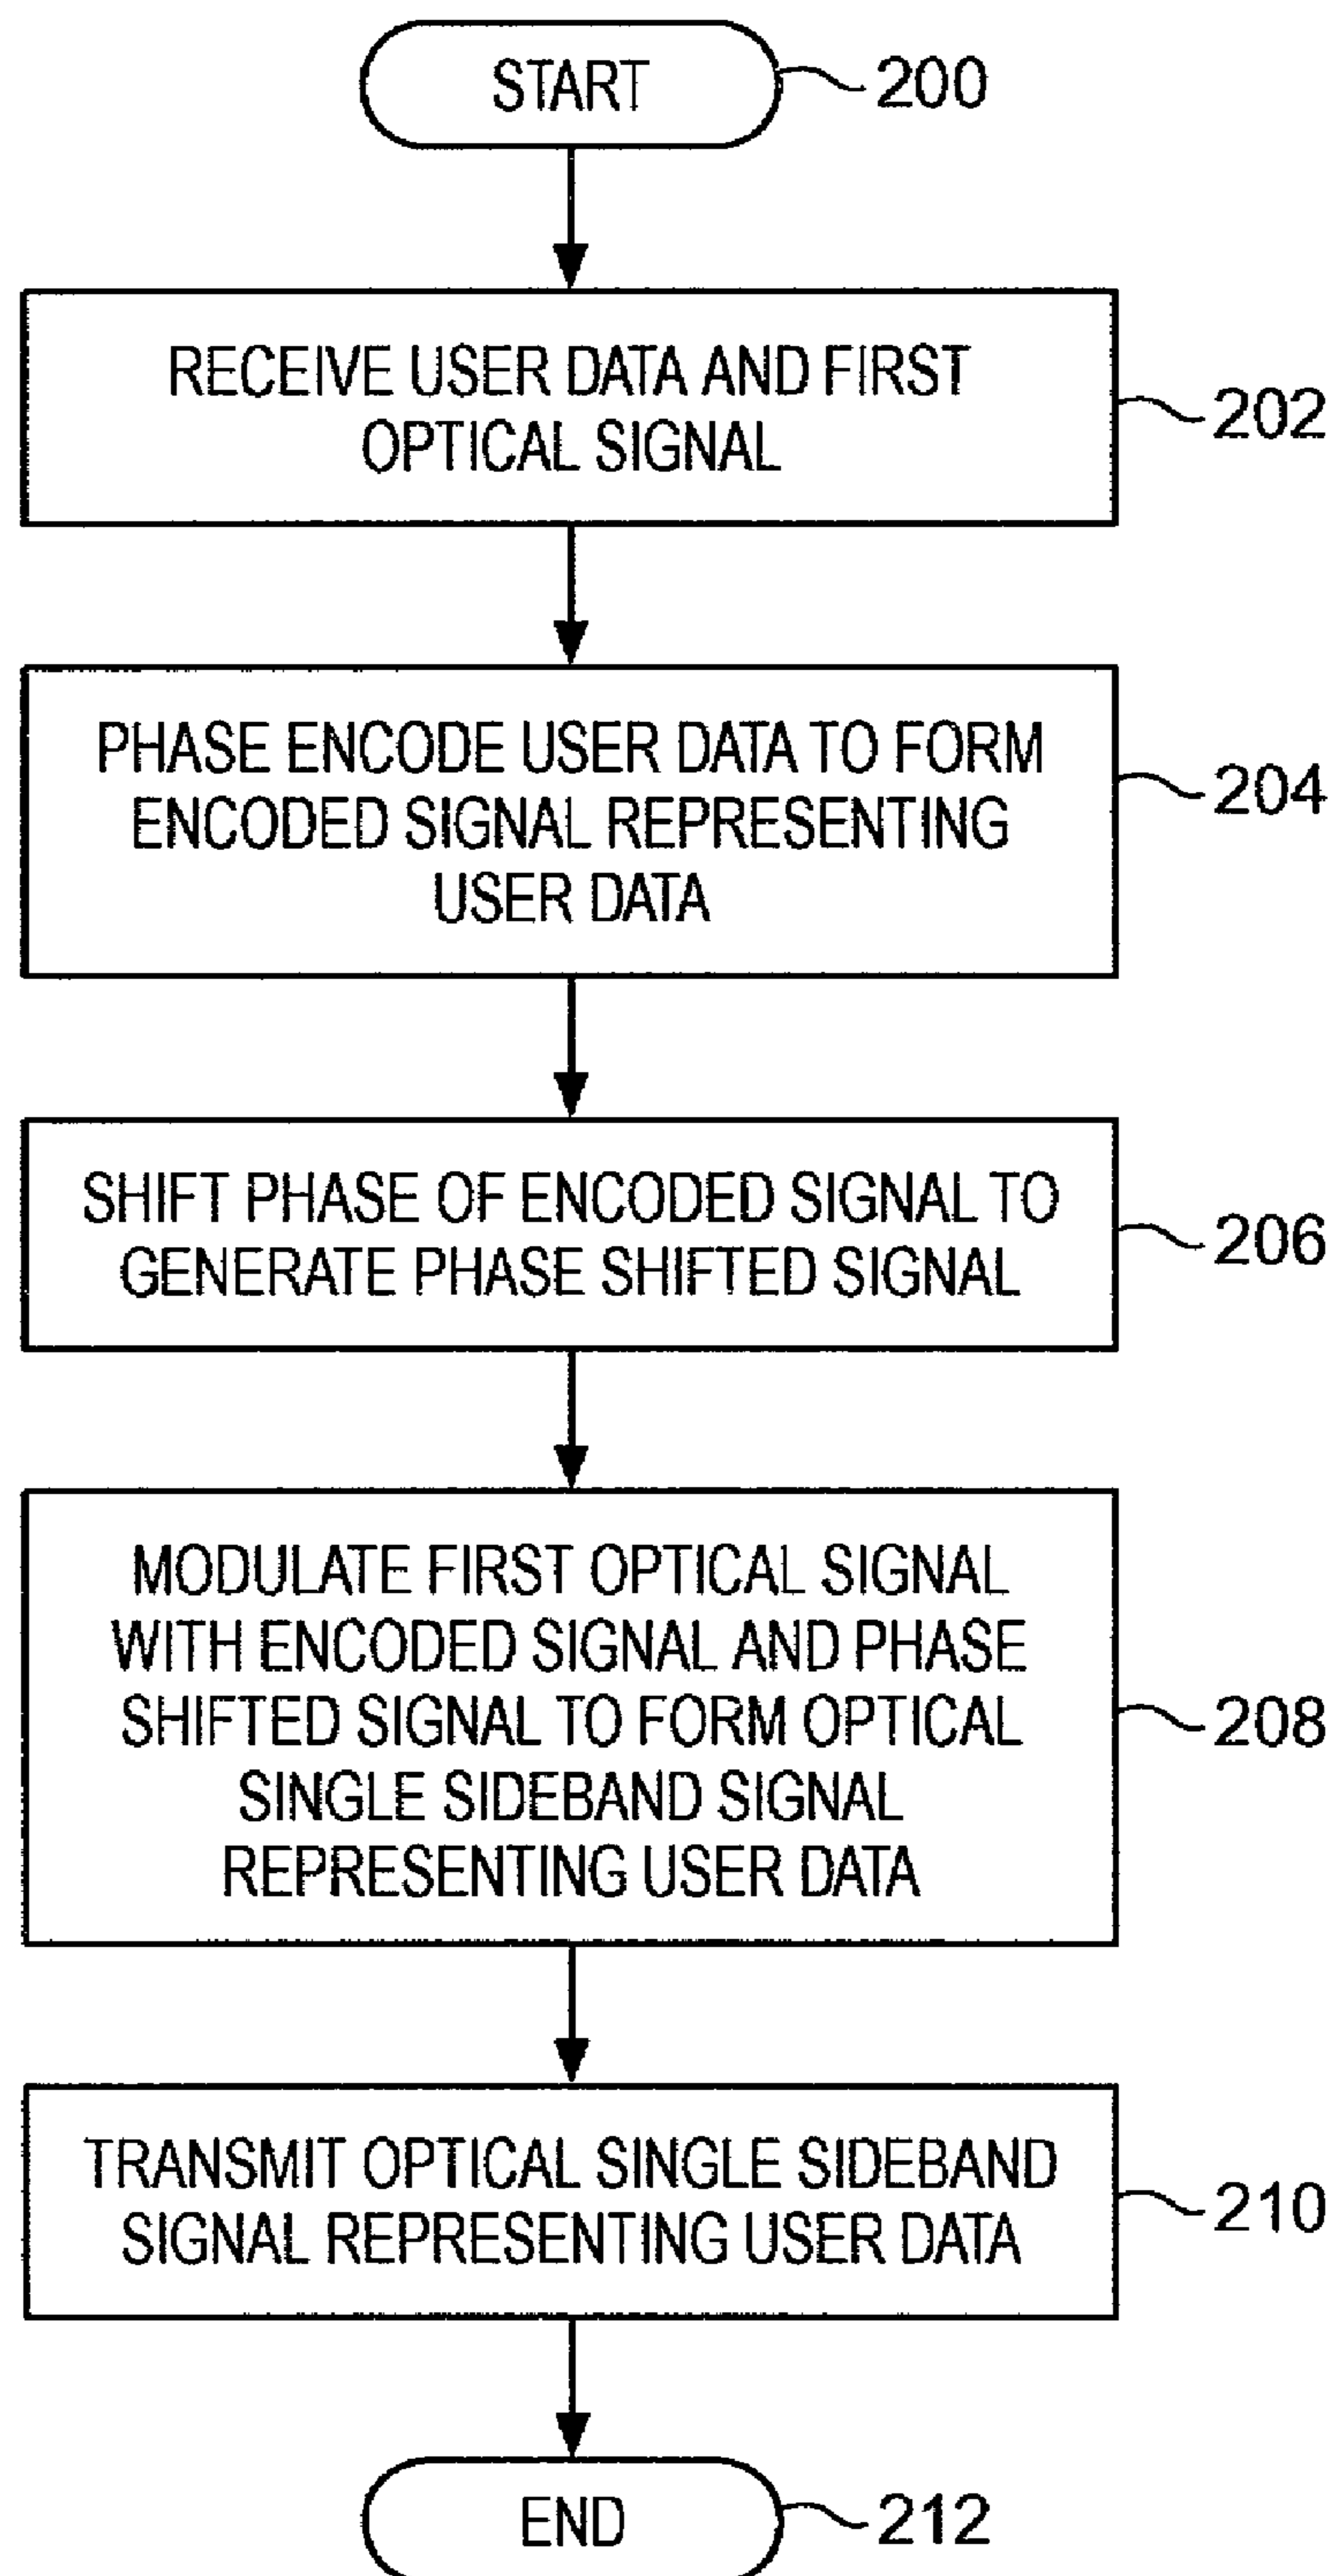 START
200
RECEIVE USER DATA AND FIRST
OPTICAL SIGNAL
202
PHASE ENCODE USER DATA TO FORM
ENCODED SIGNAL REPRESENTING
USER DATA
204
SHIFT PHASE OF ENCODED SIGNAL TO
GENERATE PHASE SHIFTED SIGNAL
206
MODULATE FIRST OPTICAL SIGNAL
WITH ENCODED SIGNAL AND PHASE
SHIFTED SIGNAL TO FORM OPTICAL
SINGLE SIDEBAND SIGNAL
REPRESENTING USER DATA
208
TRANSMIT OPTICAL SINGLE SIDEBAND
SIGNAL REPRESENTING USER DATA
210
END
212